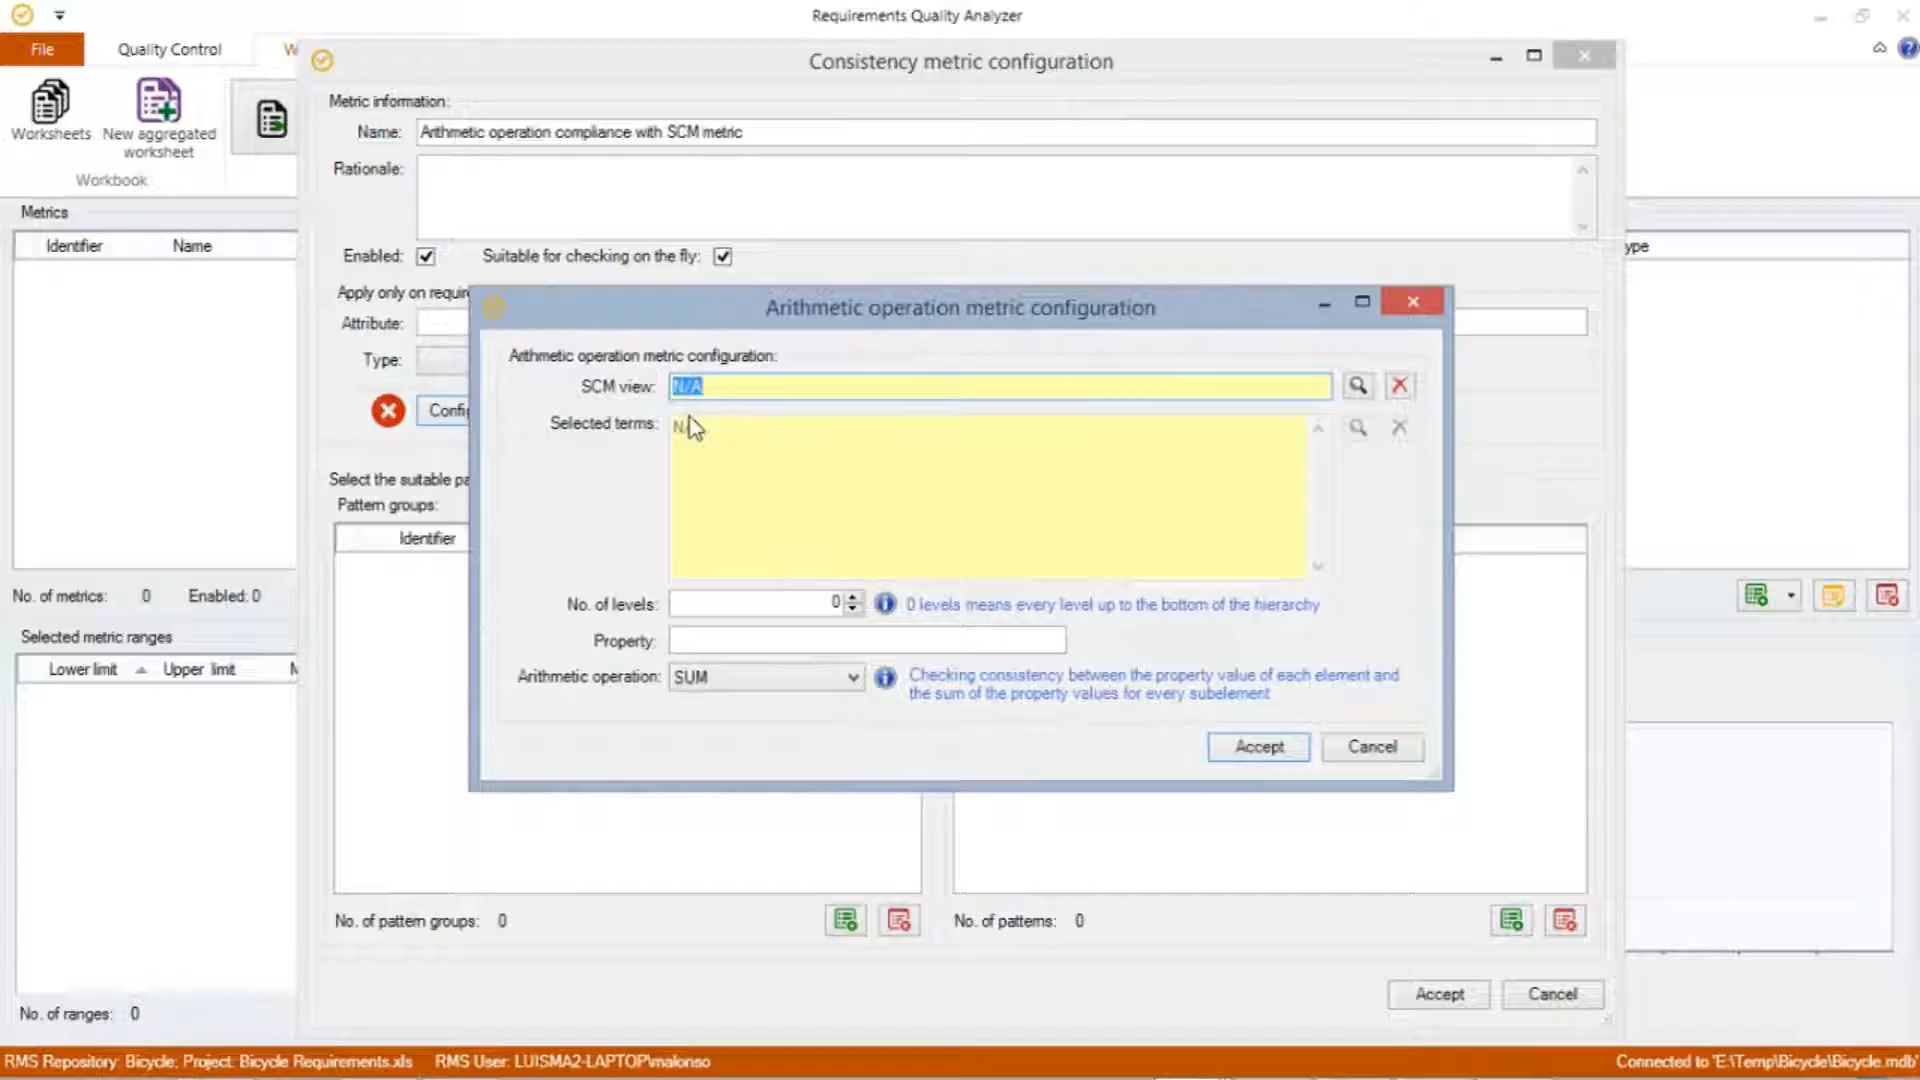 Requirements Quality Analyzer
File
Quality Control
Consistency metric configuration
Worksheets
New aggregated
worksheet
Workbook
Metric information:
Name: Arithmetic operation compliance with SCM metric
Rationale:
Enabled:
Suitable for checking on the fly:
Metrics
Identifier Name
Apply only on requir
Attribute:
Type:
Config
Arithmetic operation metric configuration
Arithmetic operation metric configuration:
SCM view: N/A
Selected terms:
No. of levels: 0 0 levels means every level up to the bottom of the hierarchy
Property:
Arithmetic operation: SUM Checking consistency between the property value of each element and
the sum of the property values for every subelement
Accept Cancel
Select the suitable pa
Pattern groups:
Identifier
No. of pattern groups: 0
No. of patterns: 0
Accept Cancel
ype
No. of metrics: 0 Enabled: 0
Selected metric ranges
Lower limit Upper limit
No. of ranges: 0
RMS Repository: Bicycle; Project: Bicycle Requirements.xls RMS User: LUISMA2-LAPTOP\malonso
Connected to 'E:\Temp\Bicycle\Bicycle.mdb'